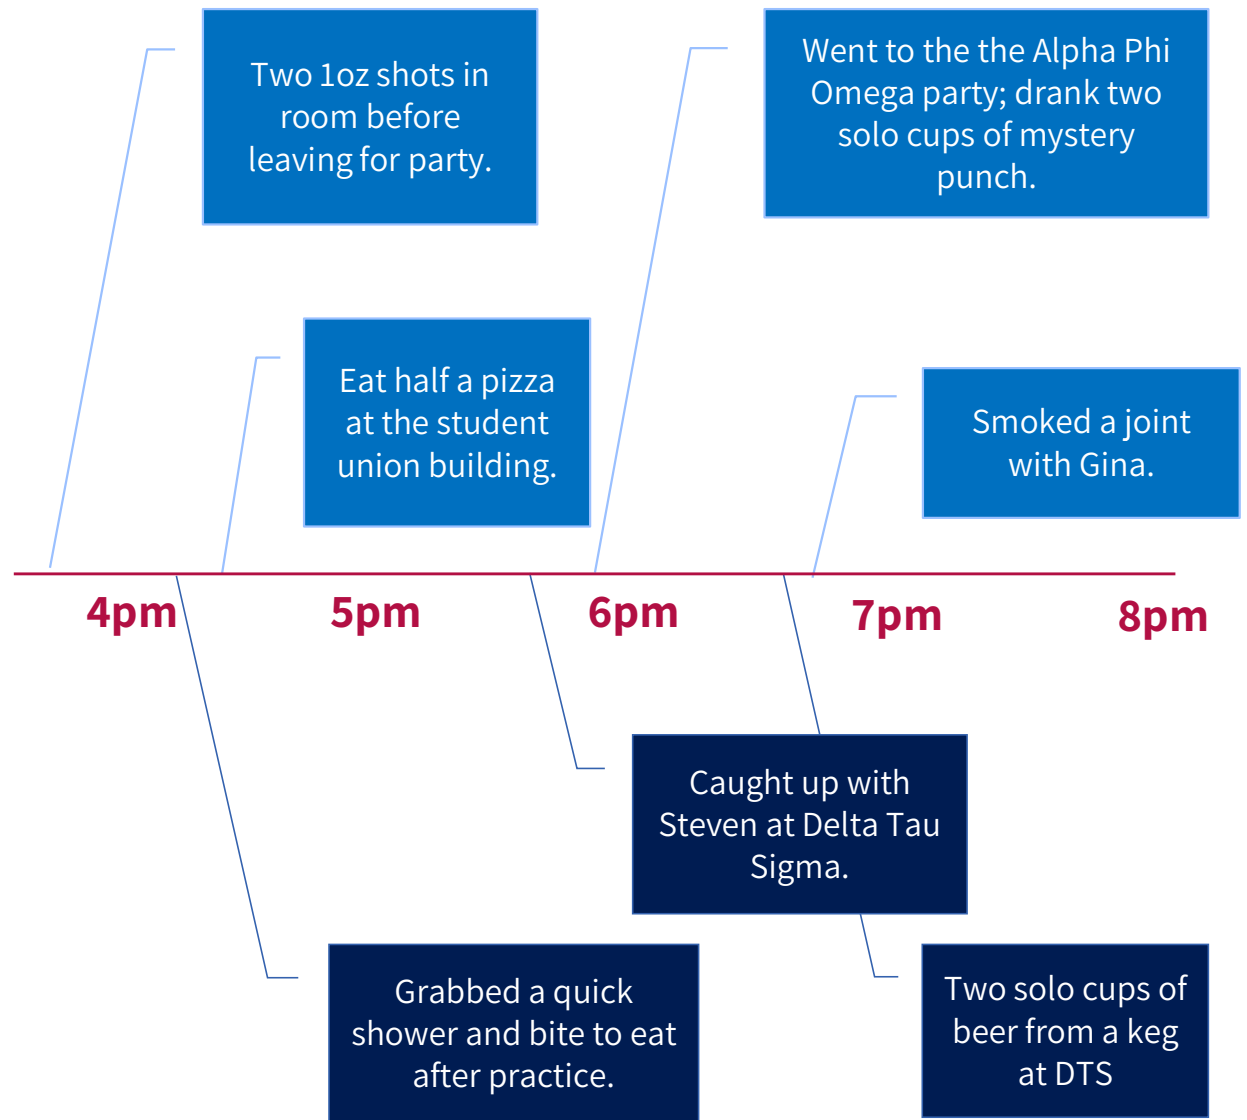 Two 1oz shots in
room before
leaving for party.
Went to the the Alpha Phi
Omega party; drank two
solo cups of mystery
punch.
Eat half a pizza
at the student
union building.
Smoked a joint
with Gina.
4pm
5pm
6pm
7pm
8pm
Caught up with
Steven at Delta Tau
Sigma.
Grabbed a quick
shower and bite to eat
after practice.
Two solo cups of
beer from a keg
at DTS